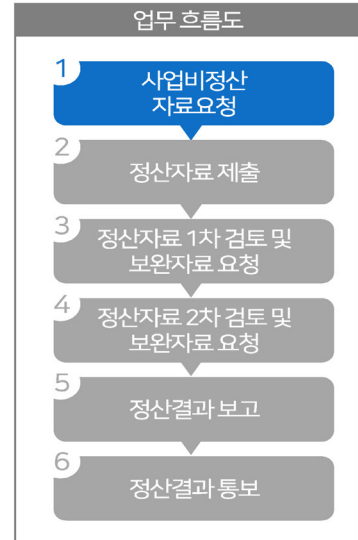 업무 흐름도
1
사업비정산
자료요청
2
정산자료 제출
3
정산자료 1차 검토 및
보완자료 요청
4
정산자료 2차 검토 및
보완자료 요청
5
정산결과 보고
6
정산결과 통보